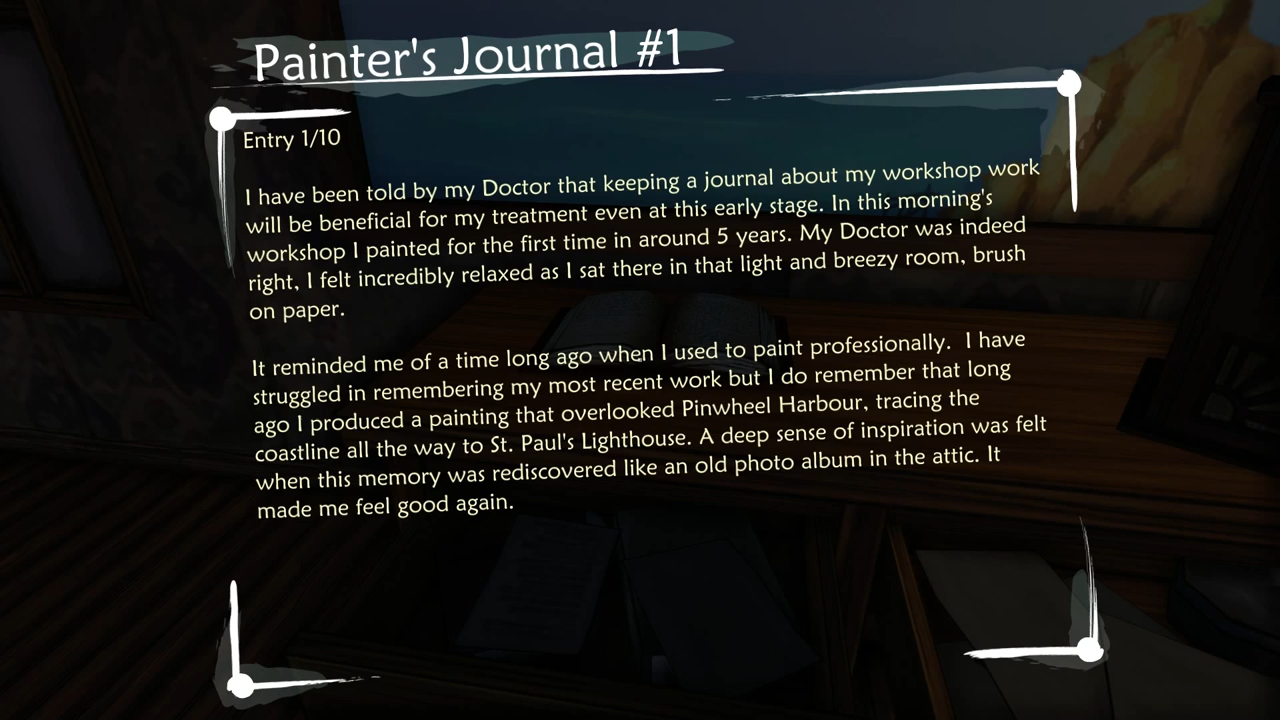 Painter's Journal #1
Entry 1/10
I have been told by my Doctor that keeping a journal about my workshop work
will be beneficial for my treatment even at this early stage. In this morning's
workshop I painted for the first time in around 5 years. My Doctor was indeed
right, I felt incredibly relaxed as I sat there in that light and breezy room, brush
on paper.
It reminded me of a time long ago when I used to paint professionally.  I have
struggled in remembering my most recent work but I do remember that long
ago I produced a painting that overlooked Pinwheel Harbour, tracing the
coastline all the way to St. Paul's Lighthouse. A deep sense of inspiration was felt
when this memory was rediscovered like an old photo album in the attic. It
made me feel good again.